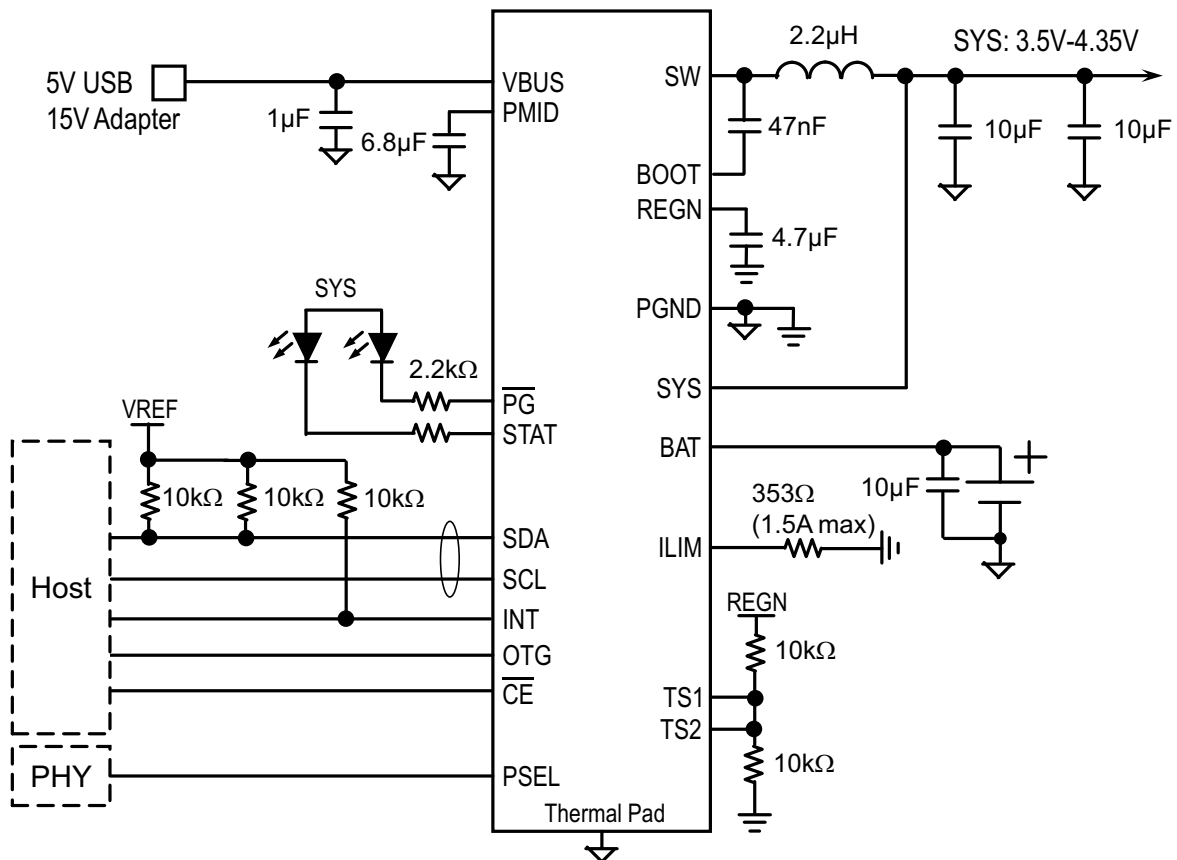 5V USB
15V Adapter
1µF
6.8µF
VBUS
PMID
SW
2.2µH
SYS: 3.5V-4.35V
47nF
10µF
10µF
BOOT
REGN
4.7µF
PGND
SYS
SYS
2.2kΩ
PG
STAT
BAT
10µF
+
353Ω
(1.5A max)
ILIM
VREF
10kΩ
10kΩ
10kΩ
Host
SDA
SCL
INT
OTG
CE
REGN
10kΩ
TS1
TS2
10kΩ
PHY
PSEL
Thermal Pad